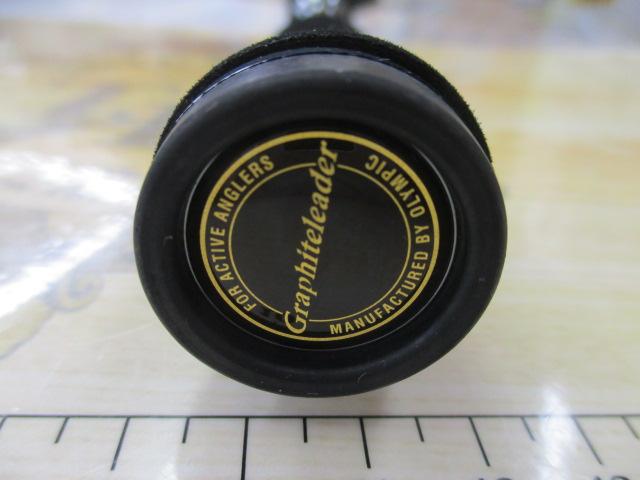 FOR ACTIVE ANGLERS
Graphiteleader
MANUFACTURED BY OLYMPIC